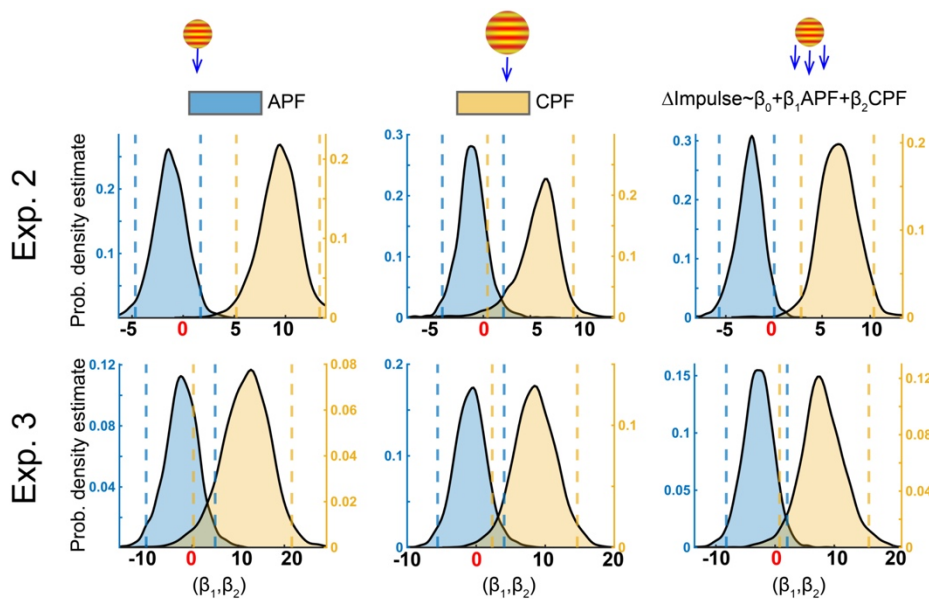 APF
CPF
ΔImpulse~β₀+β₁APF+β₂CPF
Exp. 2
Prob. density estimate
0.2
0.1
0.2
0.1
0
-5 0 5 10
0.3
0.2
0.1
0
0.2
0.1
0
-5 0 5 10
0.3
0.2
0.1
0
0.2
0.1
0
-5 0 5 10
Exp. 3
Prob. density estimate
0.12
0.08
0.04
0.08
0.06
0.04
0.02
0
-10 0 10 20
(β₁,β₂)
0.2
0.1
0
0.1
0
-10 0 10 20
(β₁,β₂)
0.15
0.1
0.05
0
0.12
0.08
0.04
0
-10 0 10 20
(β₁,β₂)